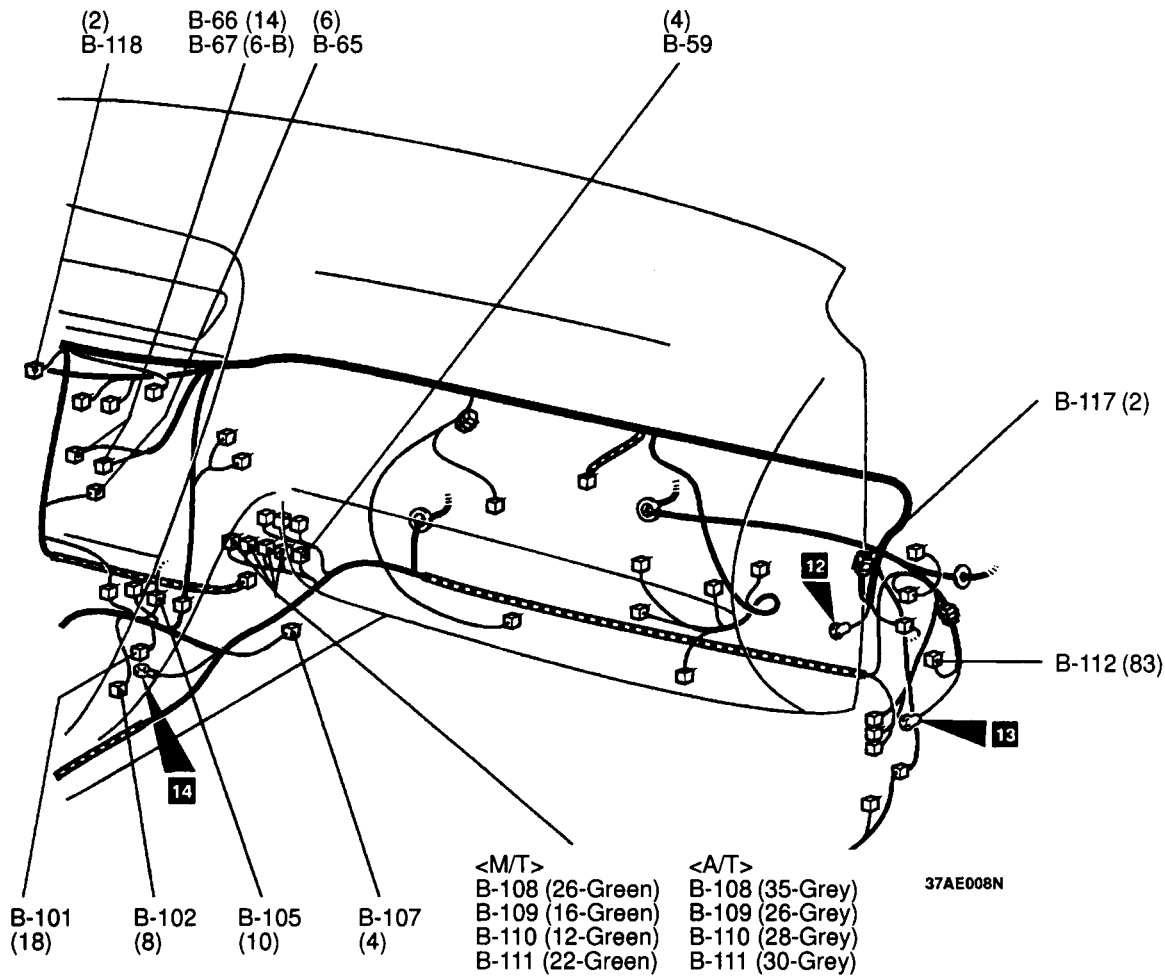 (2)
B-118
B-66 (14)
B-67 (6-B)
(6)
B-65
(4)
B-59
B-117 (2)
12
B-112 (83)
13
14
<M/T>
B-108 (26-Green)
B-109 (16-Green)
B-110 (12-Green)
B-111 (22-Green)
<A/T>
B-108 (35-Grey)
B-109 (26-Grey)
B-110 (28-Grey)
B-111 (30-Grey)
37AE008N
B-101
(18)
B-102
(8)
B-105
(10)
B-107
(4)